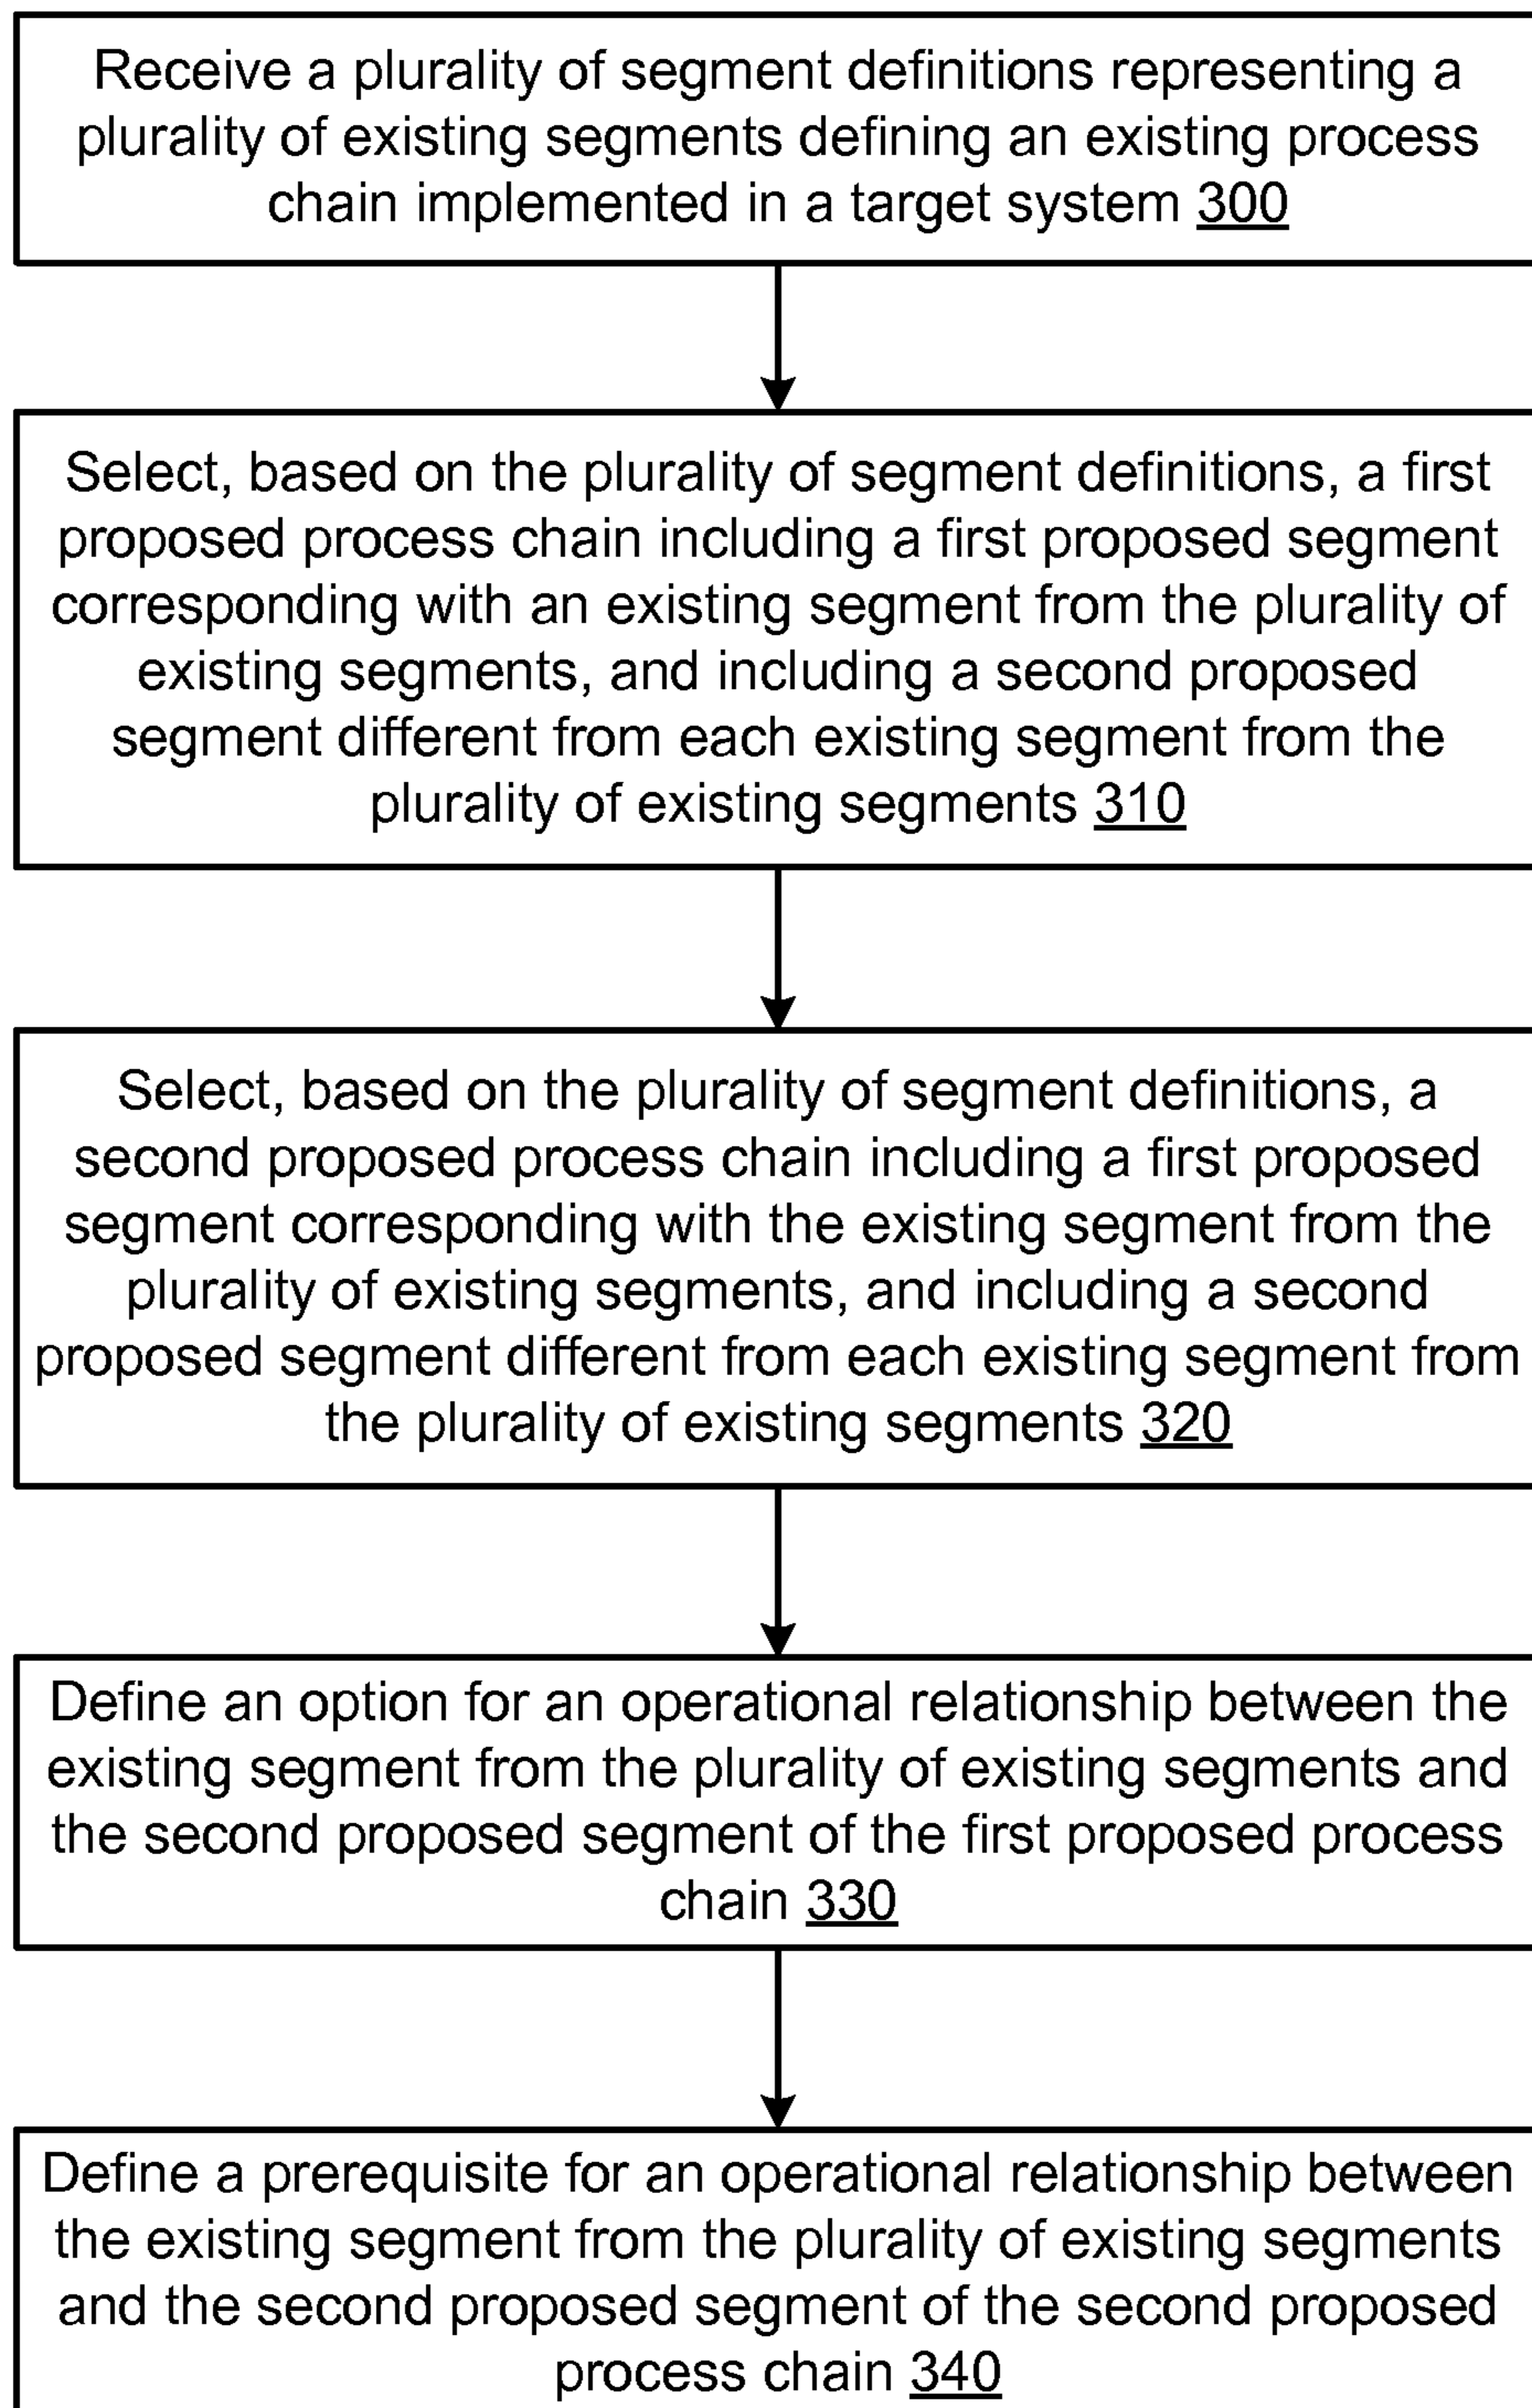 Receive a plurality of segment definitions representing a
plurality of existing segments defining an existing process
chain implemented in a target system 300
Select, based on the plurality of segment definitions, a first
proposed process chain including a first proposed segment
corresponding with an existing segment from the plurality of
existing segments, and including a second proposed
segment different from each existing segment from the
plurality of existing segments 310
Select, based on the plurality of segment definitions, a
second proposed process chain including a first proposed
segment corresponding with the existing segment from the
plurality of existing segments, and including a second
proposed segment different from each existing segment from
the plurality of existing segments 320
Define an option for an operational relationship between the
existing segment from the plurality of existing segments and
the second proposed segment of the first proposed process
chain 330
Define a prerequisite for an operational relationship between
the existing segment from the plurality of existing segments
and the second proposed segment of the second proposed
process chain 340